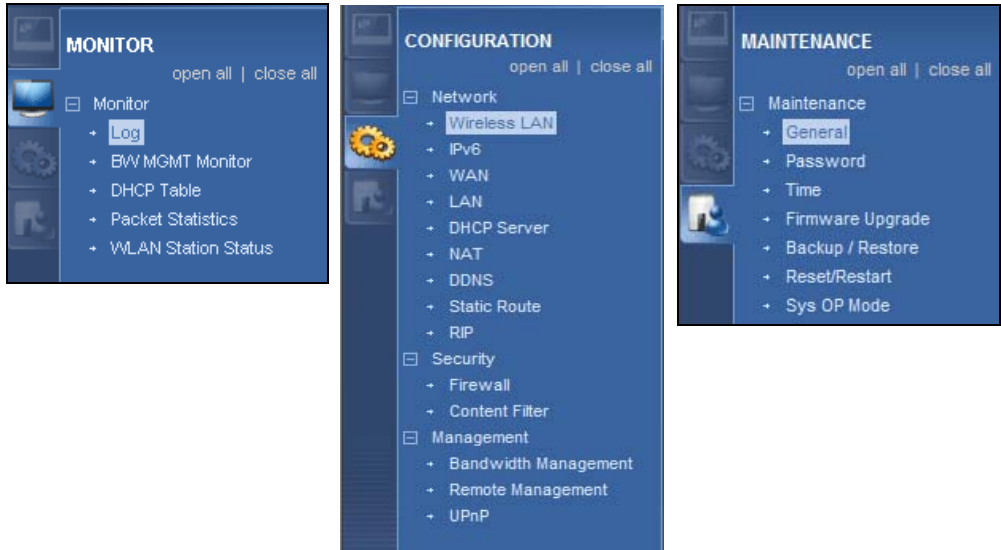 MONITOR
open all | close all
Monitor
Log
BW MGMT Monitor
DHCP Table
Packet Statistics
WLAN Station Status
CONFIGURATION
open all | close all
Network
Wireless LAN
IPv6
WAN
LAN
DHCP Server
NAT
DDNS
Static Route
RIP
Security
Firewall
Content Filter
Management
Bandwidth Management
Remote Management
UPnP
MAINTENANCE
open all | close all
Maintenance
General
Password
Time
Firmware Upgrade
Backup / Restore
Reset/Restart
Sys OP Mode